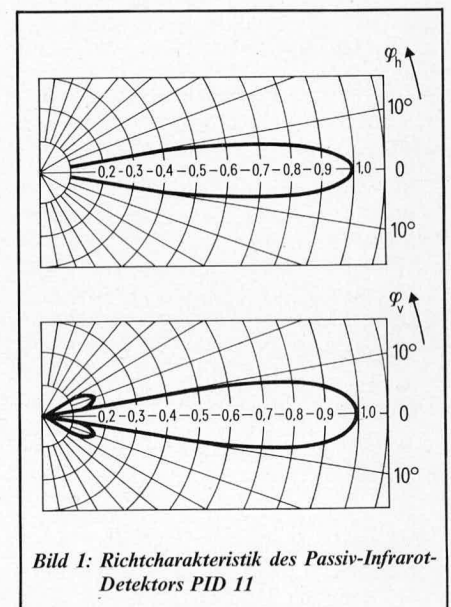 φh
10°
0,2-0,3-0,4-0,5-0,6-0,7-0,8-0,9 1,0 0
10°
φv
10°
0,2-0,3-0,4-0,5-0,6-0,7-0,8-0,9 1,0 0
10°
Bild 1: Richtcharakteristik des Passiv-Infrarot-
Detektors PID 11